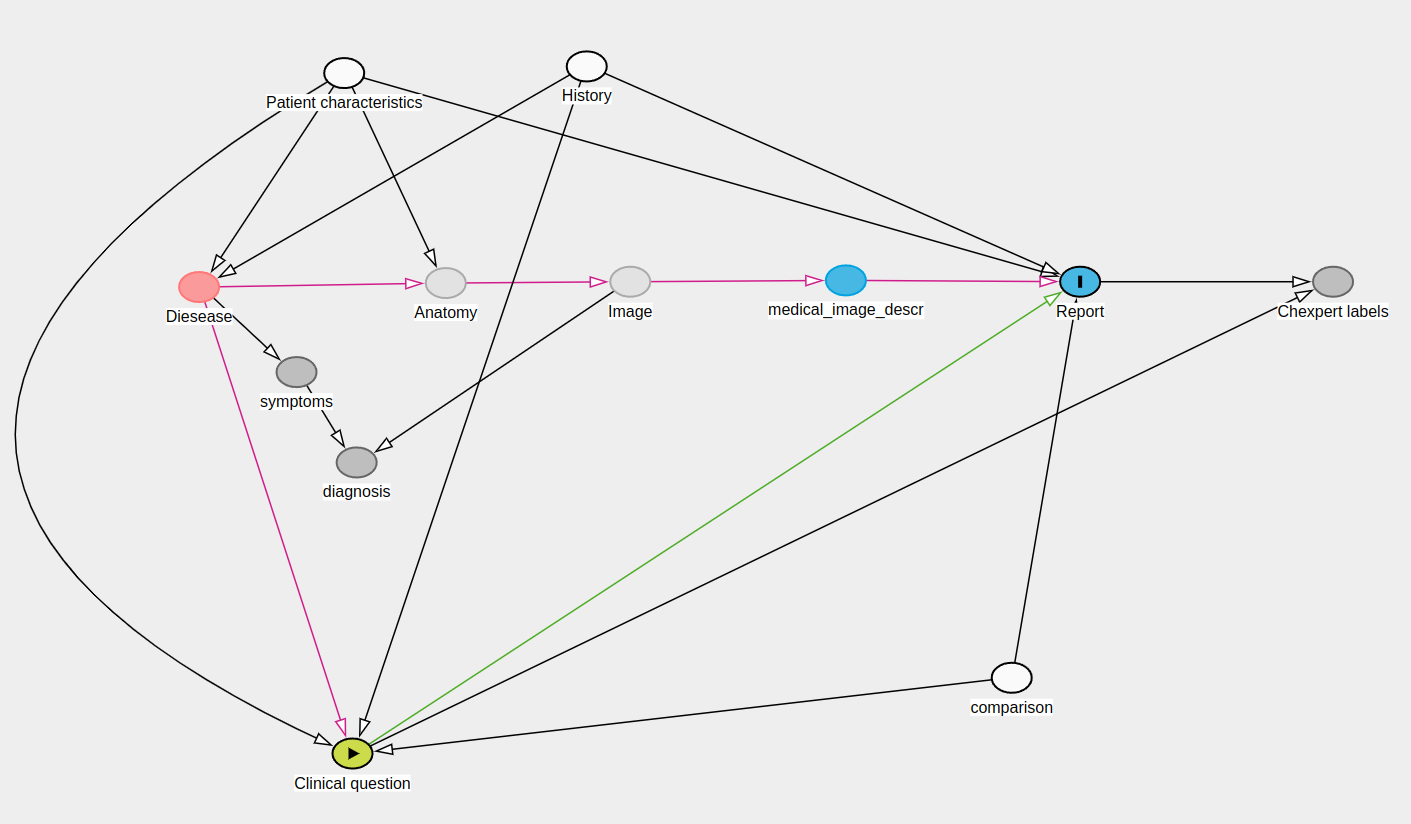 Patient characteristics
History
Diesease
Anatomy
Image
medical_image_descr
Report
Chexpert labels
symptoms
diagnosis
comparison
Clinical question